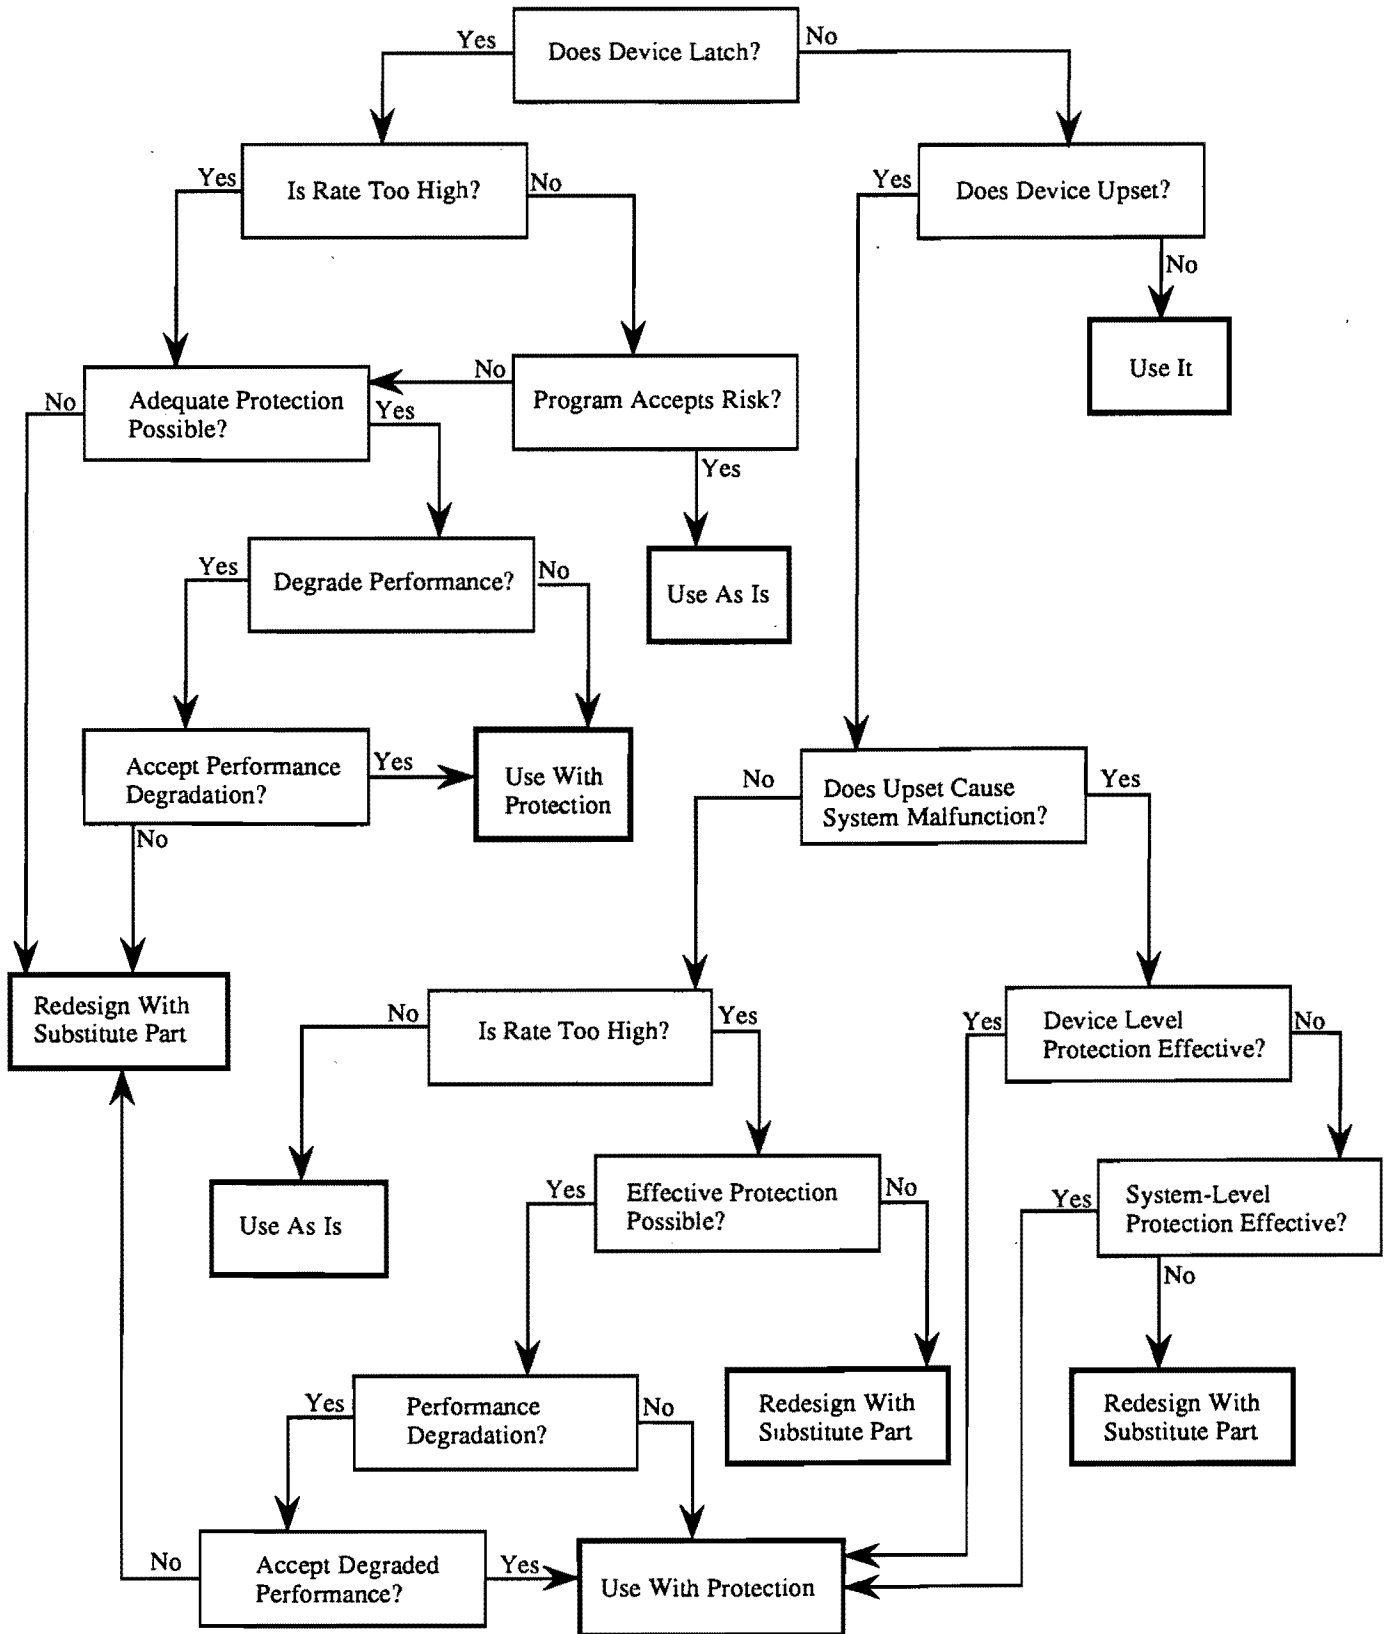 Yes
Does Device Latch?
No
Yes
Is Rate Too High?
No
Yes
Does Device Upset?
No
Use It
No
Adequate Protection
Possible?
Yes
No
Program Accepts Risk?
Yes
Use As Is
Yes
Degrade Performance?
No
Accept Performance
Degradation?
Yes
No
Use With
Protection
No
Does Upset Cause
System Malfunction?
Yes
Redesign With
Substitute Part
No
Is Rate Too High?
Yes
Yes
Device Level
Protection Effective?
No
Use As Is
Yes
Effective Protection
Possible?
No
Yes
System-Level
Protection Effective?
No
Yes
Performance
Degradation?
No
Redesign With
Substitute Part
Redesign With
Substitute Part
No
Accept Degraded
Performance?
Yes
Use With Protection